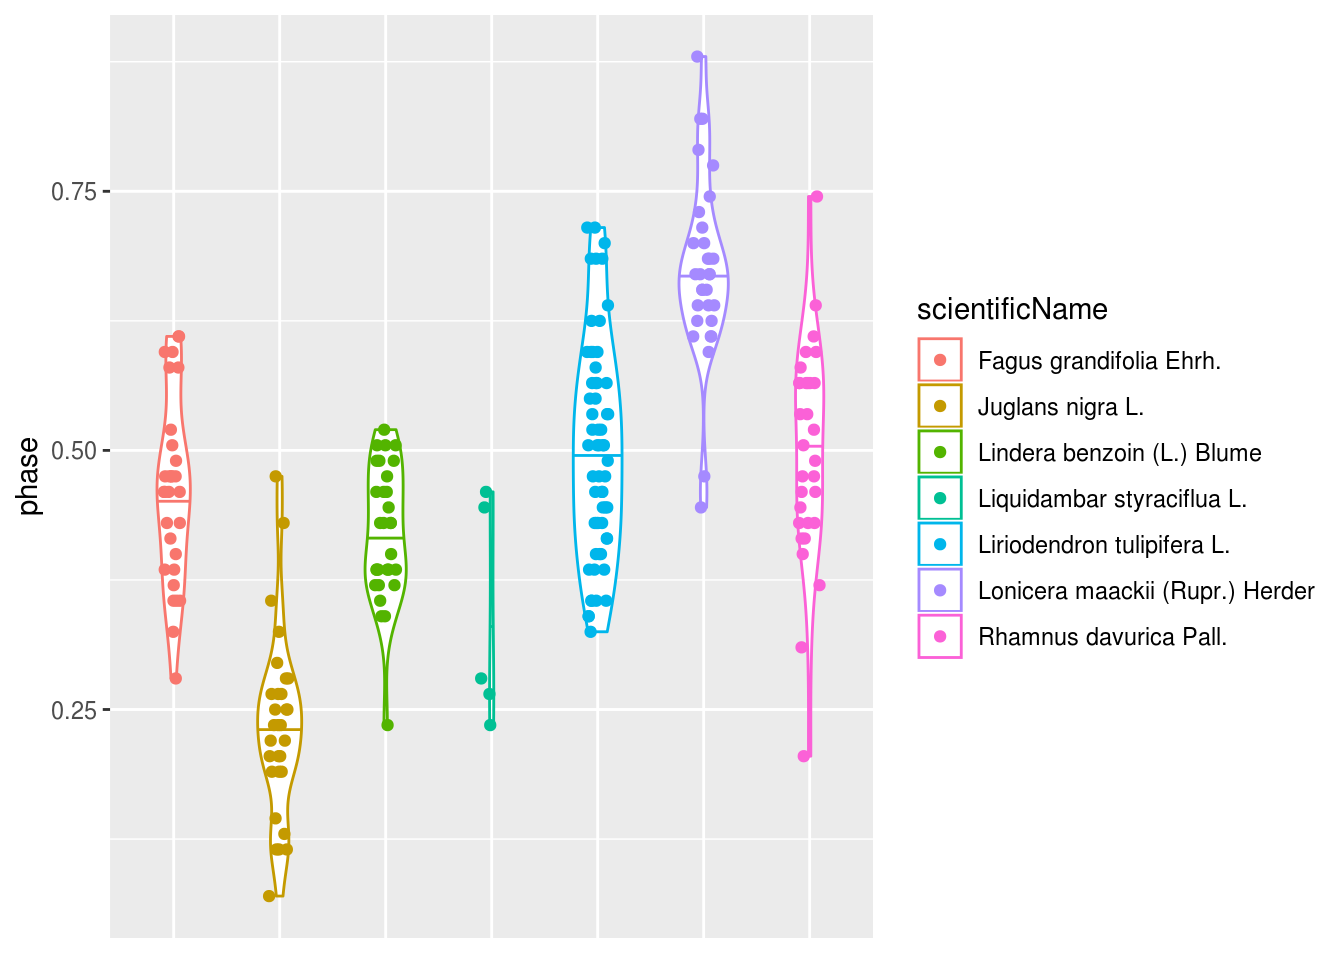 phase
0.75
0.50
0.25
scientificName
Fagus grandifolia Ehrh.
Juglans nigra L.
Lindera benzoin (L.) Blume
Liquidambar styraciflua L.
Liriodendron tulipifera L.
Lonicera maackii (Rupr.) Herder
Rhamnus davurica Pall.